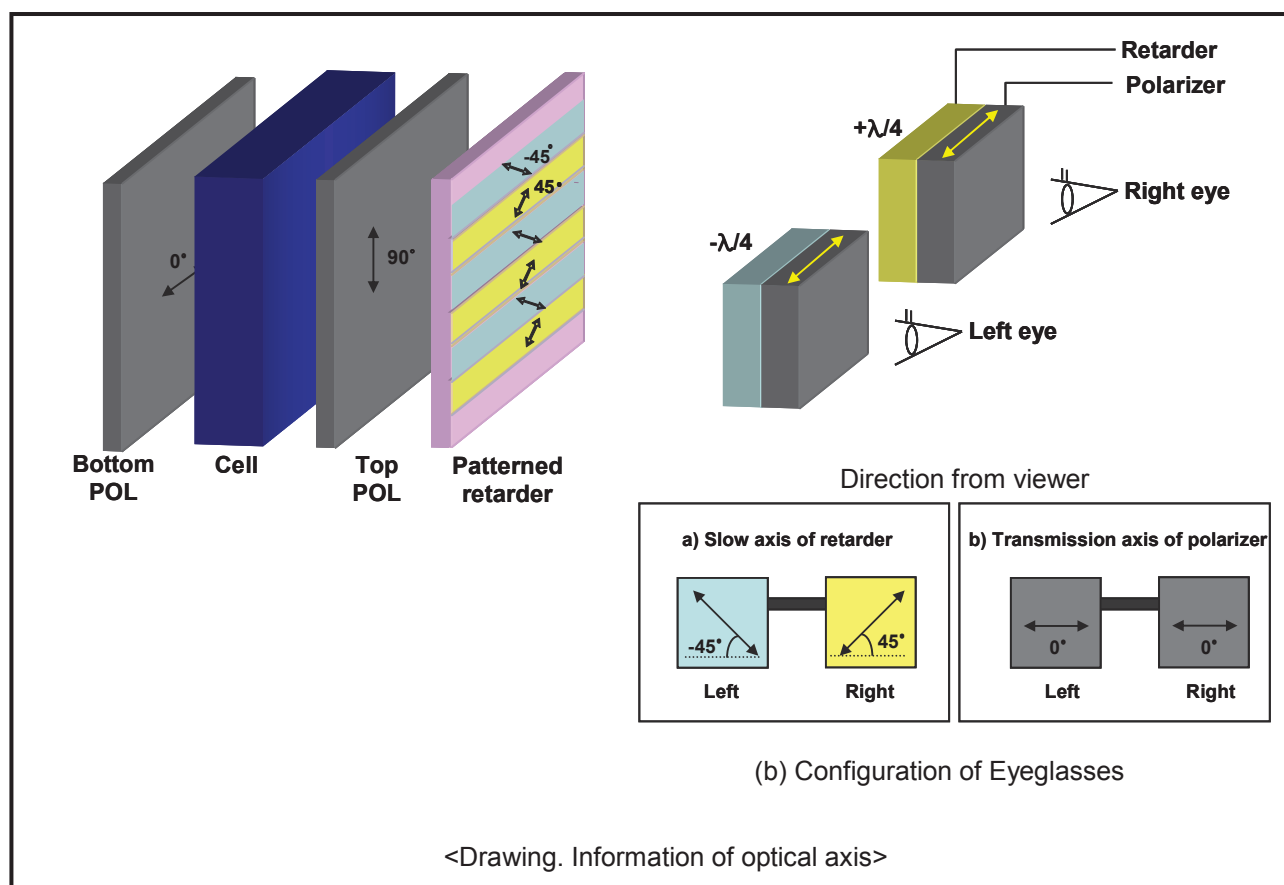 Retarder
Polarizer
+λ/4
Right eye
-λ/4
Left eye
-45°
45°
0°
90°
Bottom
POL
Cell
Top
POL
Patterned
retarder
Direction from viewer
a) Slow axis of retarder
-45°
45°
Left
Right
b) Transmission axis of polarizer
0°
0°
Left
Right
(b) Configuration of Eyeglasses
<Drawing. Information of optical axis>